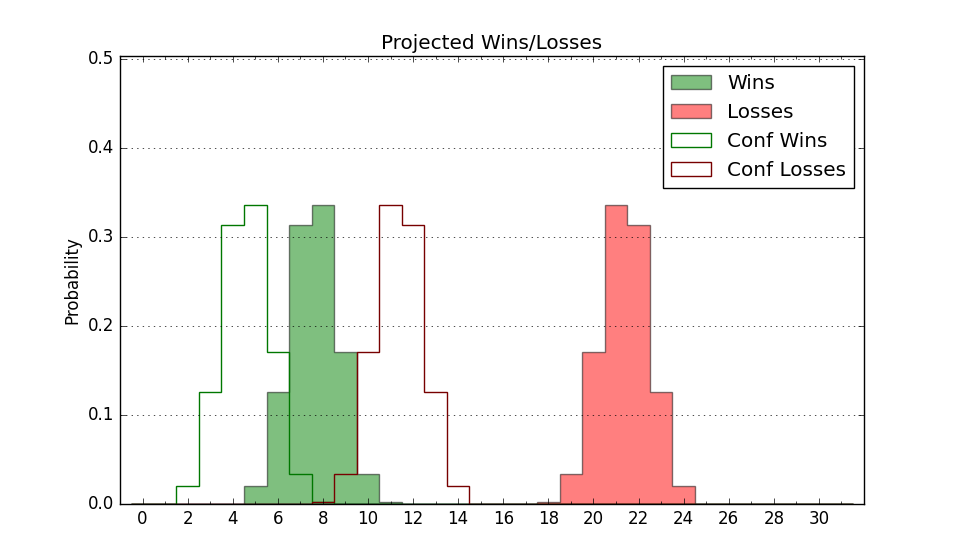 Projected Wins/Losses
Wins
Losses
Conf Wins
Conf Losses
Probability
0.5
0.4
0.3
0.2
0.1
0.0
0 2 4 6 8 10 12 14 16 18 20 22 24 26 28 30